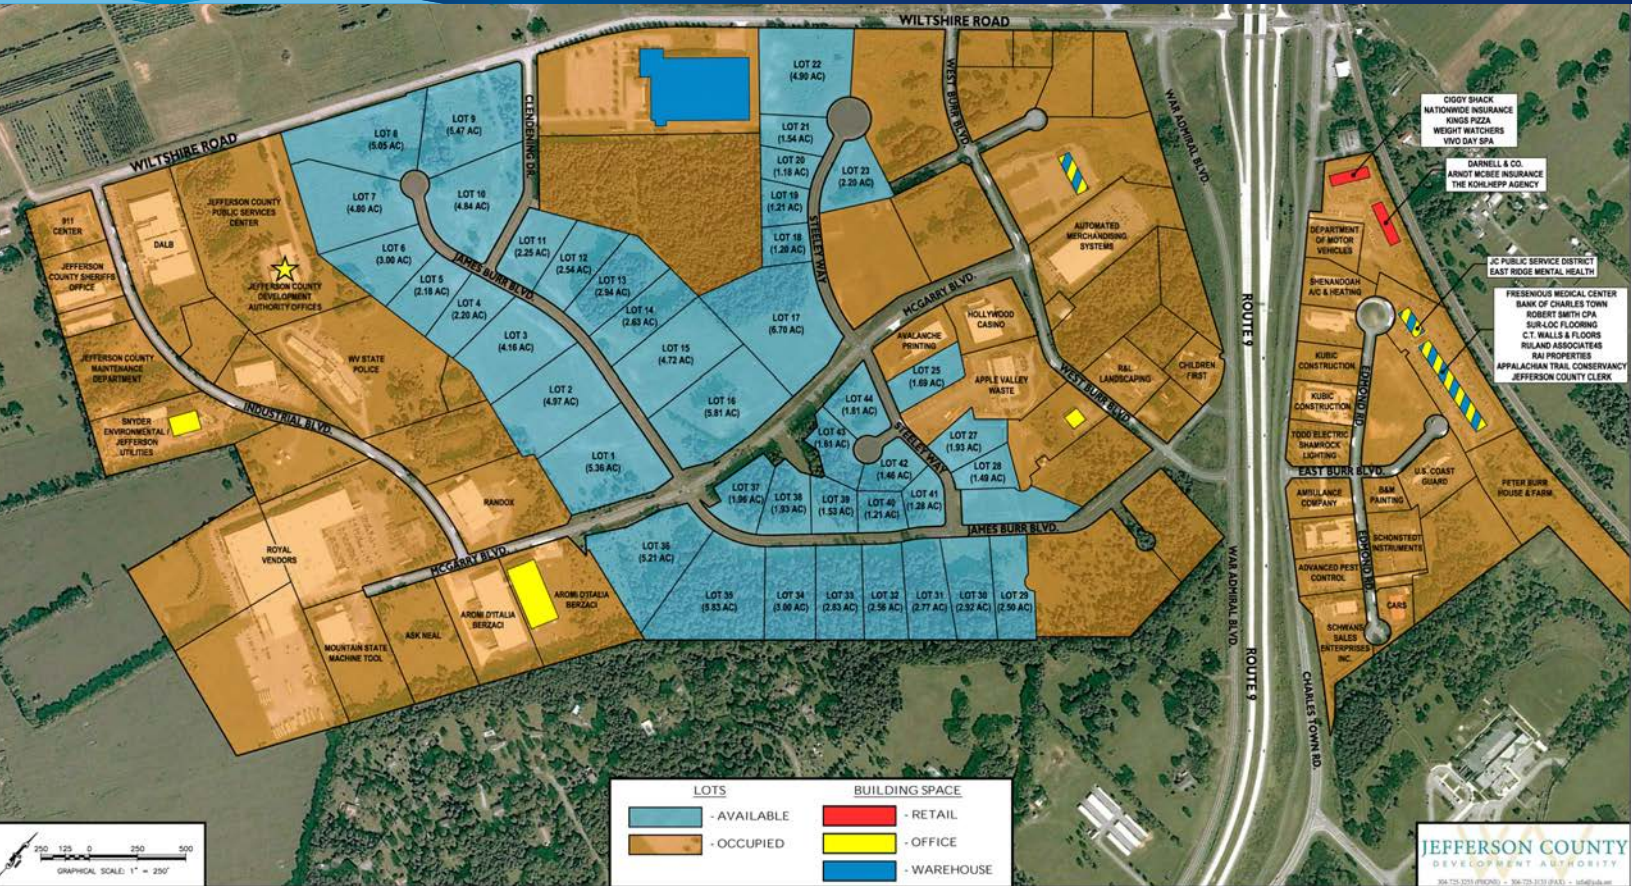 WILTSHIRE ROAD
WILTSHIRE ROAD
CLENDENING DR.
WEST BURR BLVD.
WAR ADMIRAL BLVD.
LOT 22
(4.90 AC)
LOT 9
(5.47 AC)
LOT 8
(5.05 AC)
LOT 21
(1.54 AC)
LOT 20
(1.18 AC)
LOT 23
(2.20 AC)
LOT 19
(1.21 AC)
LOT 18
(1.20 AC)
LOT 7
(4.80 AC)
LOT 10
(4.84 AC)
LOT 6
(3.00 AC)
LOT 11
(2.25 AC)
LOT 12
(2.54 AC)
LOT 13
(2.94 AC)
LOT 5
(2.18 AC)
LOT 4
(2.20 AC)
LOT 14
(2.63 AC)
LOT 17
(6.70 AC)
LOT 3
(4.16 AC)
LOT 15
(4.72 AC)
LOT 2
(4.97 AC)
LOT 16
(5.81 AC)
LOT 1
(5.36 AC)
JAMES BURR BLVD.
STEELEY WAY
MCGARRY BLVD.
911
CENTER
JEFFERSON
COUNTY SHERIFFS
OFFICE
DALB
JEFFERSON COUNTY
PUBLIC SERVICES
CENTER
JEFFERSON COUNTY
DEVELOPMENT
AUTHORITY OFFICES
JEFFERSON COUNTY
MAINTENANCE
DEPARTMENT
WV STATE
POLICE
SNYDER
ENVIRONMENTAL /
JEFFERSON
UTILITIES
INDUSTRIAL BLVD.
RANDOX
ROYAL
VENDORS
MCGARRY BLVD.
MOUNTAIN STATE
MACHINE TOOL
ASK NEAL
AROMI D'ITALIA
BERZACI
AROMI D'ITALIA
BERZACI
AUTOMATED
MERCHANDISING
SYSTEMS
HOLLYWOOD
CASINO
AVALANCHE
PRINTING
LOT 25
(1.69 AC)
APPLE VALLEY
WASTE
R&L
LANDSCAPING
CHILDREN
FIRST
WEST BURR BLVD.
LOT 44
(1.81 AC)
LOT 43
(1.61 AC)
STEELEY WAY
LOT 27
(1.93 AC)
LOT 28
(1.49 AC)
LOT 42
(1.46 AC)
LOT 41
(1.28 AC)
LOT 40
(1.21 AC)
LOT 39
(1.53 AC)
LOT 38
(1.93 AC)
LOT 37
(1.96 AC)
JAMES BURR BLVD.
LOT 36
(5.21 AC)
LOT 35
(5.83 AC)
LOT 34
(3.00 AC)
LOT 33
(2.83 AC)
LOT 32
(2.56 AC)
LOT 31
(2.77 AC)
LOT 30
(2.92 AC)
LOT 29
(2.50 AC)
ROUTE 9
ROUTE 9
WAR ADMIRAL BLVD.
CHARLES TOWN RD.
CIGGY SHACK
NATIONWIDE INSURANCE
KINGS PIZZA
WEIGHT WATCHERS
VIVO DAY SPA
DARNELL & CO.
ARNOT MCBEE INSURANCE
THE KOHLHEPP AGENCY
DEPARTMENT
OF MOTOR
VEHICLES
JC PUBLIC SERVICE DISTRICT
EAST RIDGE MENTAL HEALTH
SHENANDOAH
A/C & HEATING
FRESENIOUS MEDICAL CENTER
BANK OF CHARLES TOWN
ROBERT SMITH CPA
SUR-LOC FLOORING
C.T. WALLS & FLOORS
RULAND ASSOCIATE4S
RAI PROPERTIES
APPALACHIAN TRAIL CONSERVANCY
JEFFERSON COUNTY CLERK
KUBIC
CONSTRUCTION
KUBIC
CONSTRUCTION
EDMOND RD.
TODD ELECTRIC
SHAMROCK
LIGHTING
EAST BURR BLVD.
U.S. COAST
GUARD
PETER BURR
HOUSE & FARM
AMBULANCE
COMPANY
B&M
PAINTING
SCHONSTEDT
INSTRUMENTS
EDMOND RD.
ADVANCED PEST
CONTROL
CARS
SCHWANS
SALES
ENTERPRISES
INC.
LOTS
- AVAILABLE
- OCCUPIED
BUILDING SPACE
- RETAIL
- OFFICE
- WAREHOUSE
250 125 0 250 500
GRAPHICAL SCALE: 1" = 250'
JEFFERSON COUNTY
DEVELOPMENT AUTHORITY